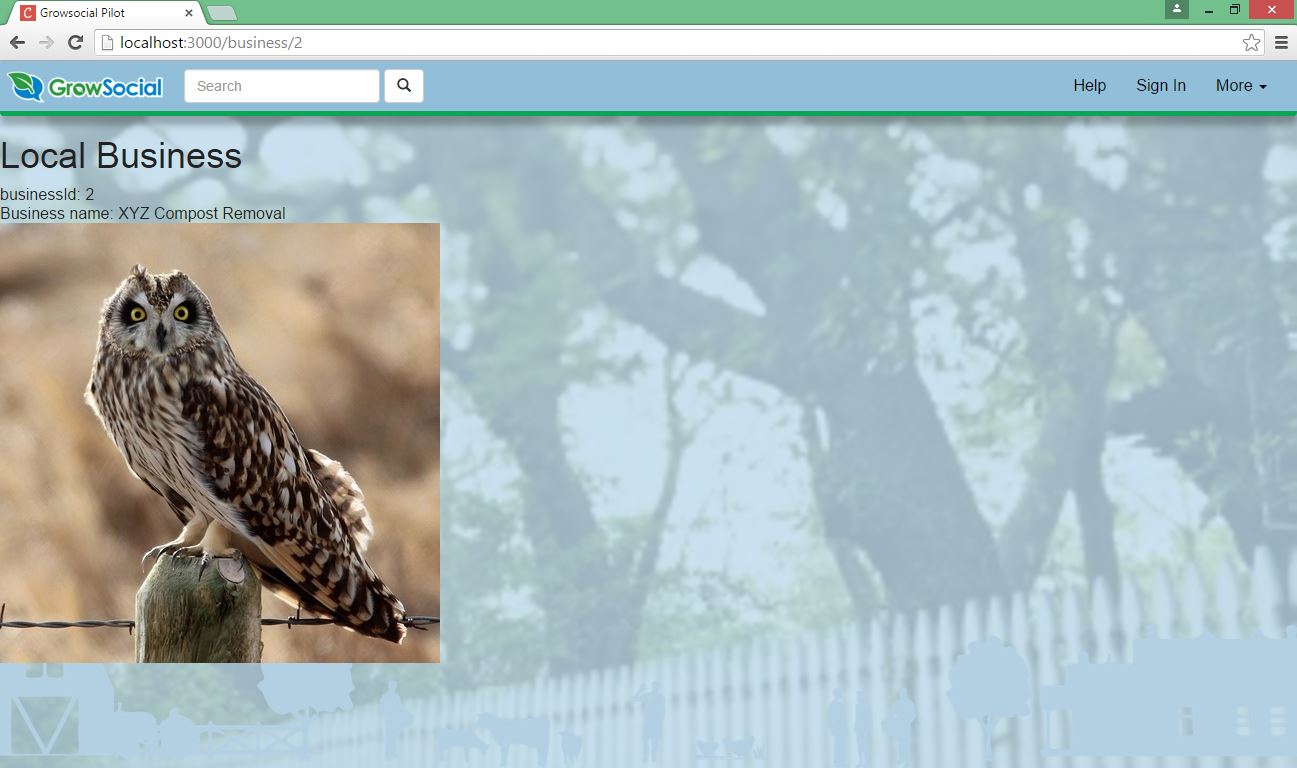 Growsocial Pilot
localhost:3000/business/2
GrowSocial
Search
Help
Sign In
More
Local Business
businessId: 2
Business name: XYZ Compost Removal